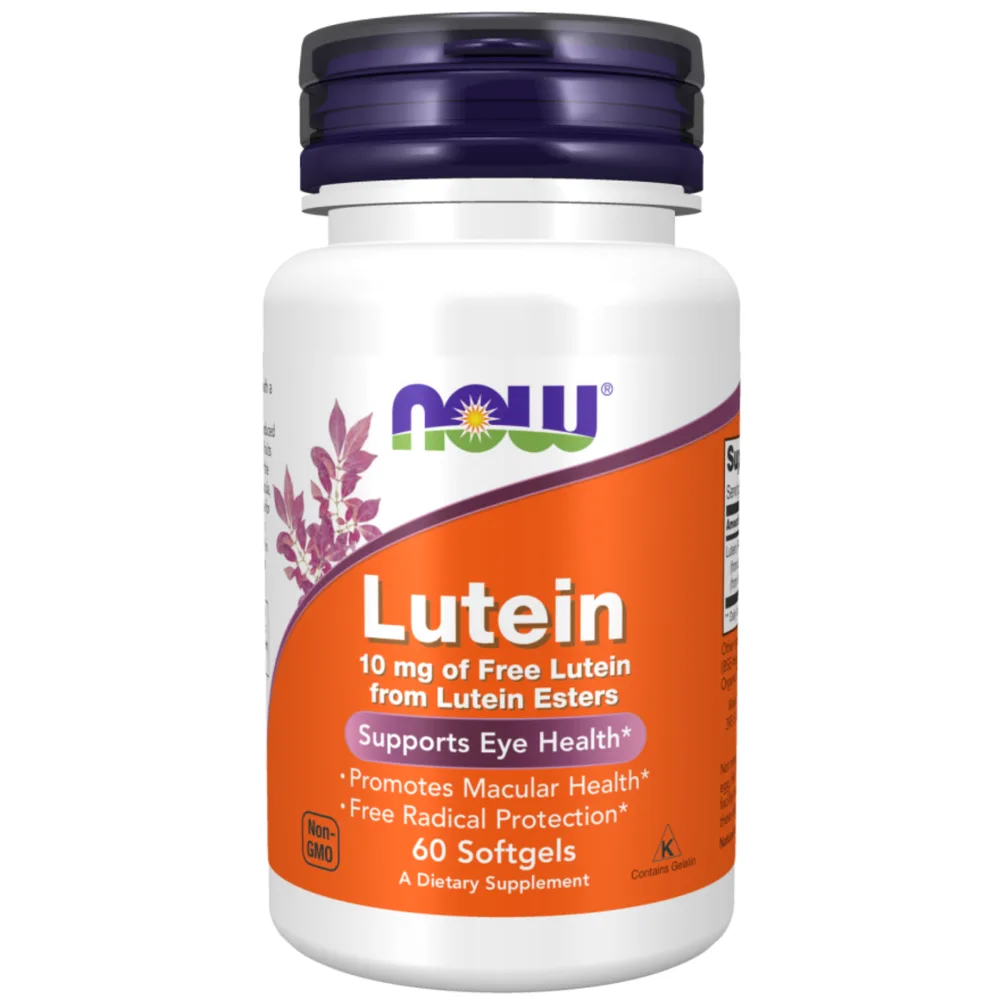 NOW®
Lutein
10 mg of Free Lutein
from Lutein Esters
Supports Eye Health*
• Promotes Macular Health*
• Free Radical Protection*
60 Softgels
A Dietary Supplement
Non-
GMO
K
Contains Gelatin